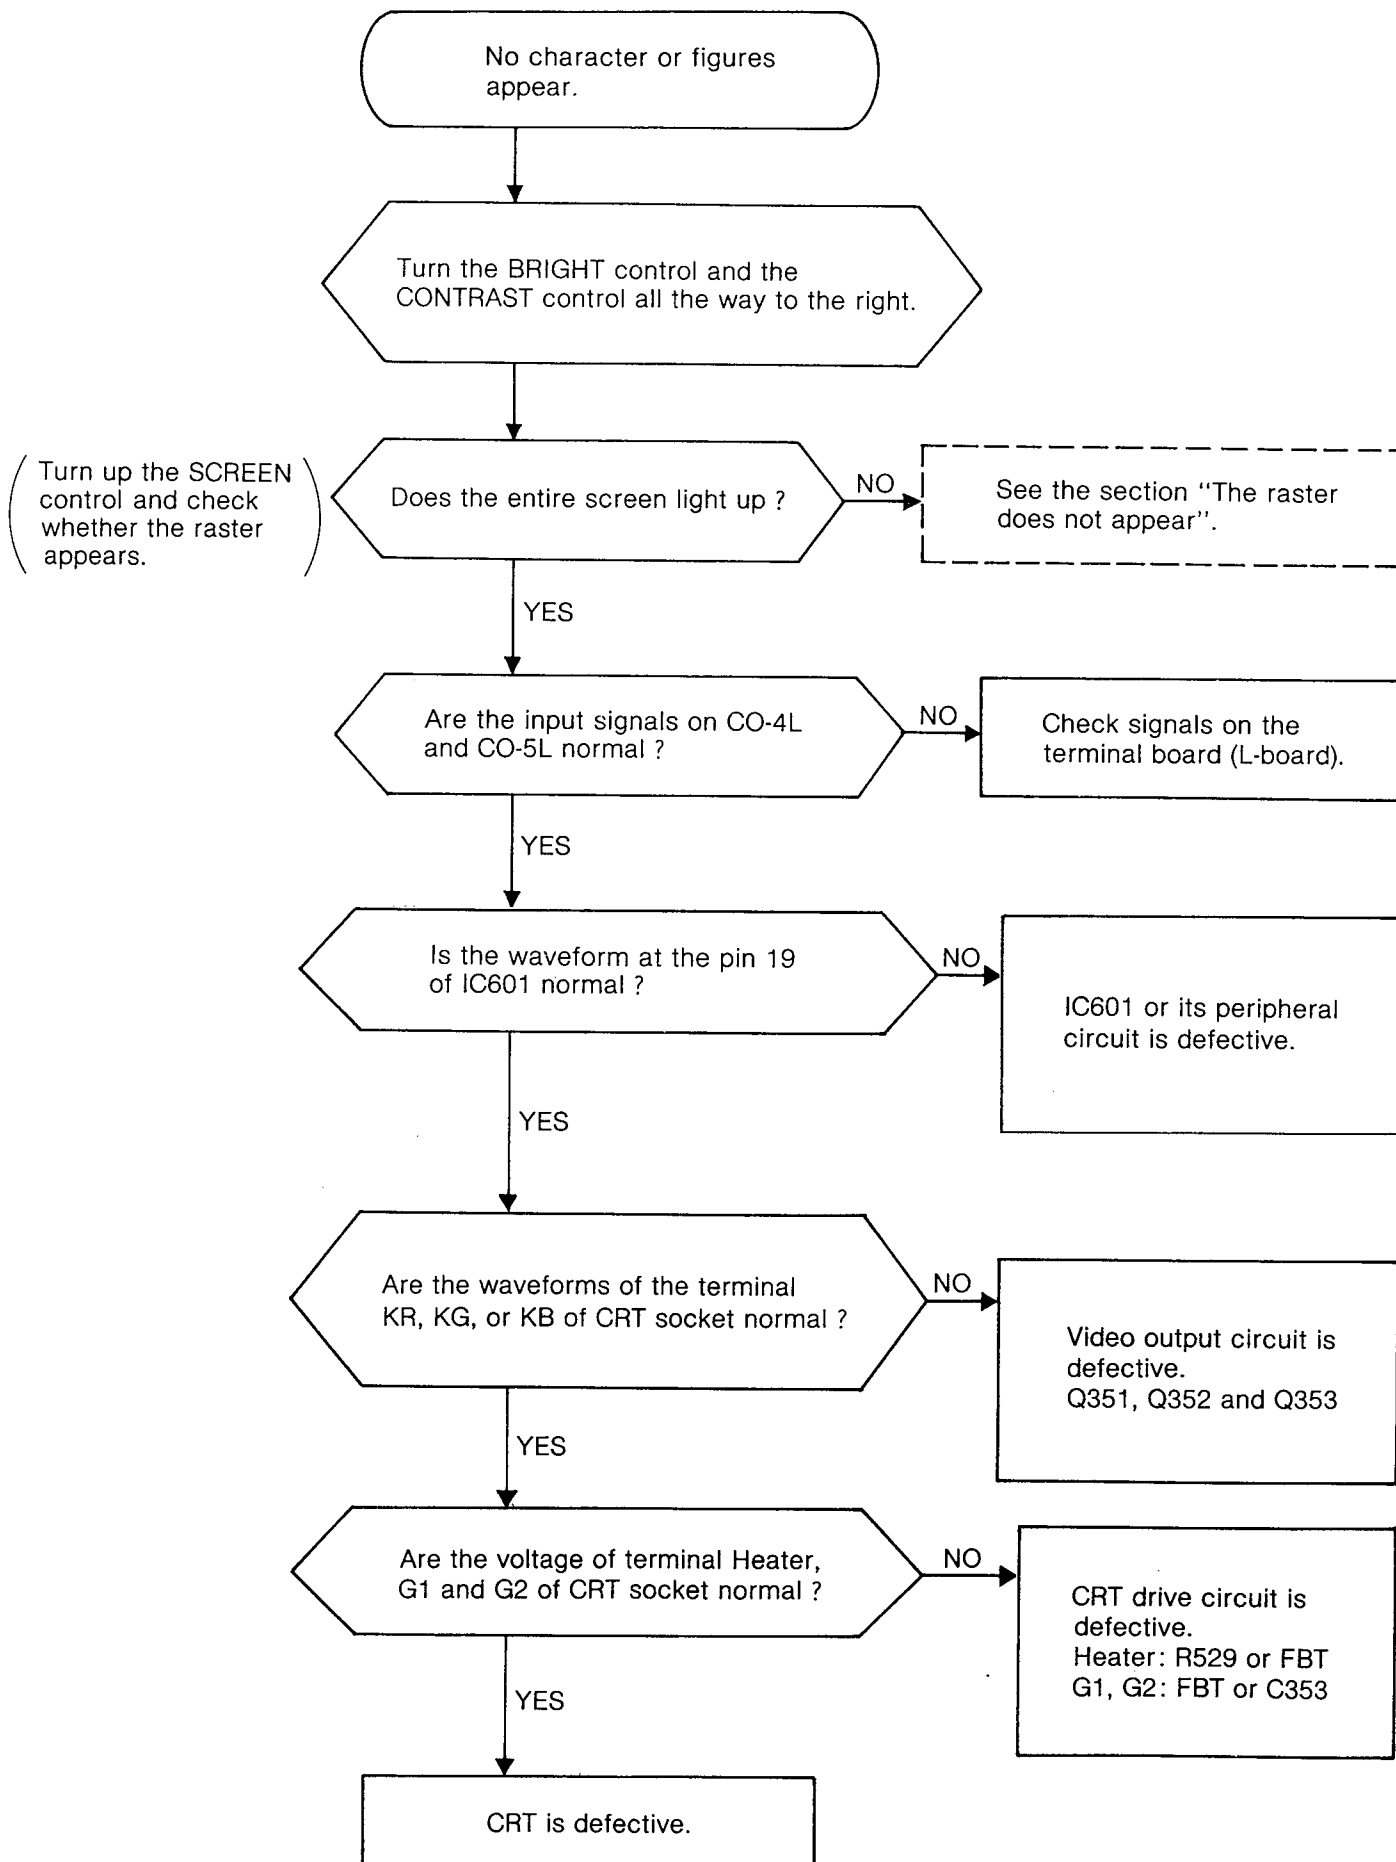 No character or figures
appear.
Turn the BRIGHT control and the
CONTRAST control all the way to the right.
Turn up the SCREEN
control and check
whether the raster
appears.
Does the entire screen light up ?
NO
See the section “The raster
does not appear”.
YES
Are the input signals on CO-4L
and CO-5L normal ?
NO
Check signals on the
terminal board (L-board).
YES
Is the waveform at the pin 19
of IC601 normal ?
NO
IC601 or its peripheral
circuit is defective.
YES
Are the waveforms of the terminal
KR, KG, or KB of CRT socket normal ?
NO
Video output circuit is
defective.
Q351, Q352 and Q353
YES
Are the voltage of terminal Heater,
G1 and G2 of CRT socket normal ?
NO
CRT drive circuit is
defective.
Heater: R529 or FBT
G1, G2: FBT or C353
YES
CRT is defective.